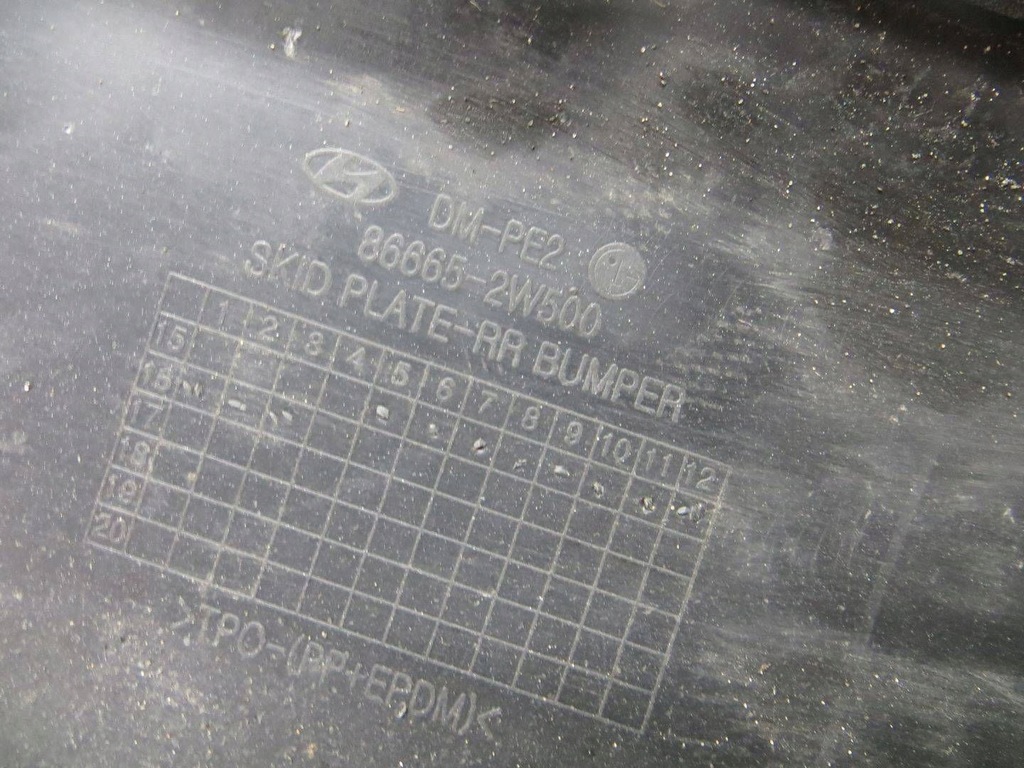 DM-PE2
86665-2W500
SKID PLATE-RR BUMPER
1 2 3 4 5 6 7 8 9 10 11 12
15
16
17
18
19
20
>TPO-(PP+EPDM)<